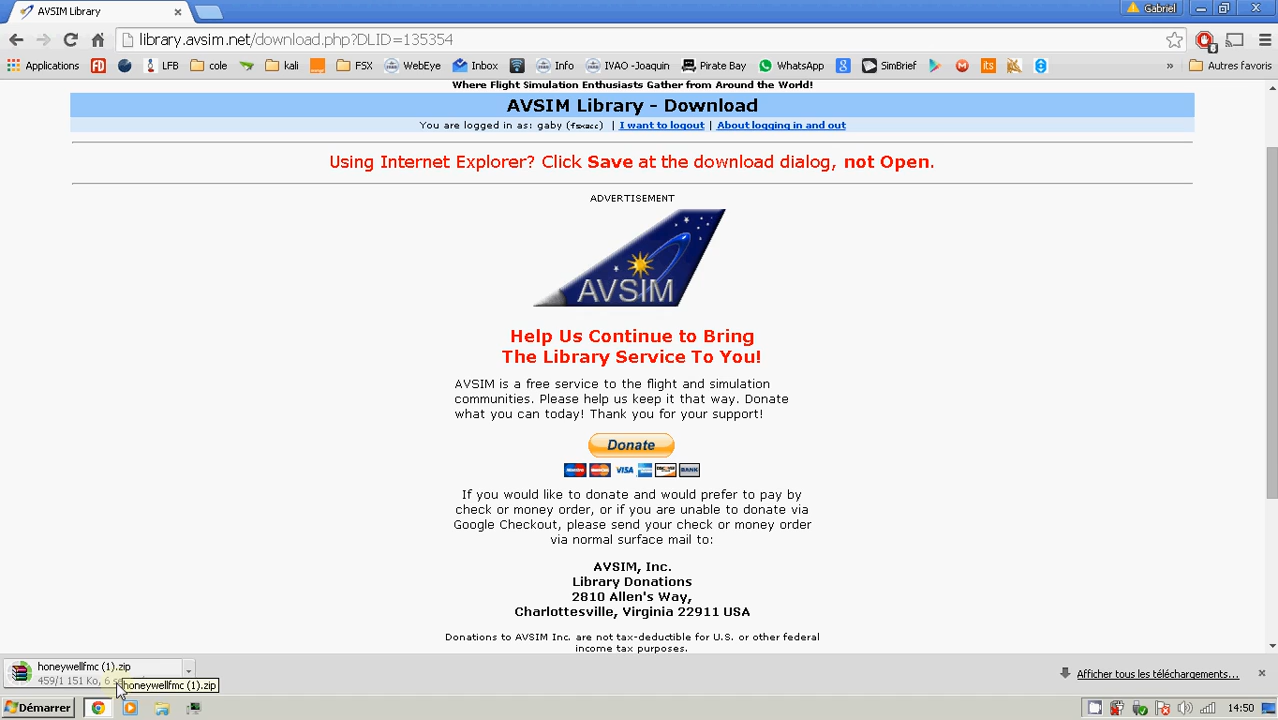 AVSIM Library
Gabriel
library.avsim.net/download.php?DLID=135354
Applications
FD
LFB
cole
kali
FSX
WebEye
Inbox
Info
IVAO -Joaquin
Pirate Bay
WhatsApp
SimBrief
its
»
Autres favoris
Where Flight Simulation Enthusiasts Gather from Around the World!
AVSIM Library - Download
You are logged in as: gaby (fsxacc) | I want to logout | About logging in and out
Using Internet Explorer? Click Save at the download dialog, not Open.
ADVERTISEMENT
AVSIM
Help Us Continue to Bring
The Library Service To You!
AVSIM is a free service to the flight and simulation
communities. Please help us keep it that way. Donate
what you can today! Thank you for your support!
Donate
VISA
BANK
If you would like to donate and would prefer to pay by
check or money order, or if you are unable to donate via
Google Checkout, please send your check or money order
via normal surface mail to:
AVSIM, Inc.
Library Donations
2810 Allen's Way,
Charlottesville, Virginia 22911 USA
Donations to AVSIM Inc. are not tax-deductible for U.S. or other federal
income tax purposes.
honeywellfmc (1).zip
459/1 151 Ko, 6
honeywellfmc (1).zip
Afficher tous les téléchargements...
Démarrer
14:50